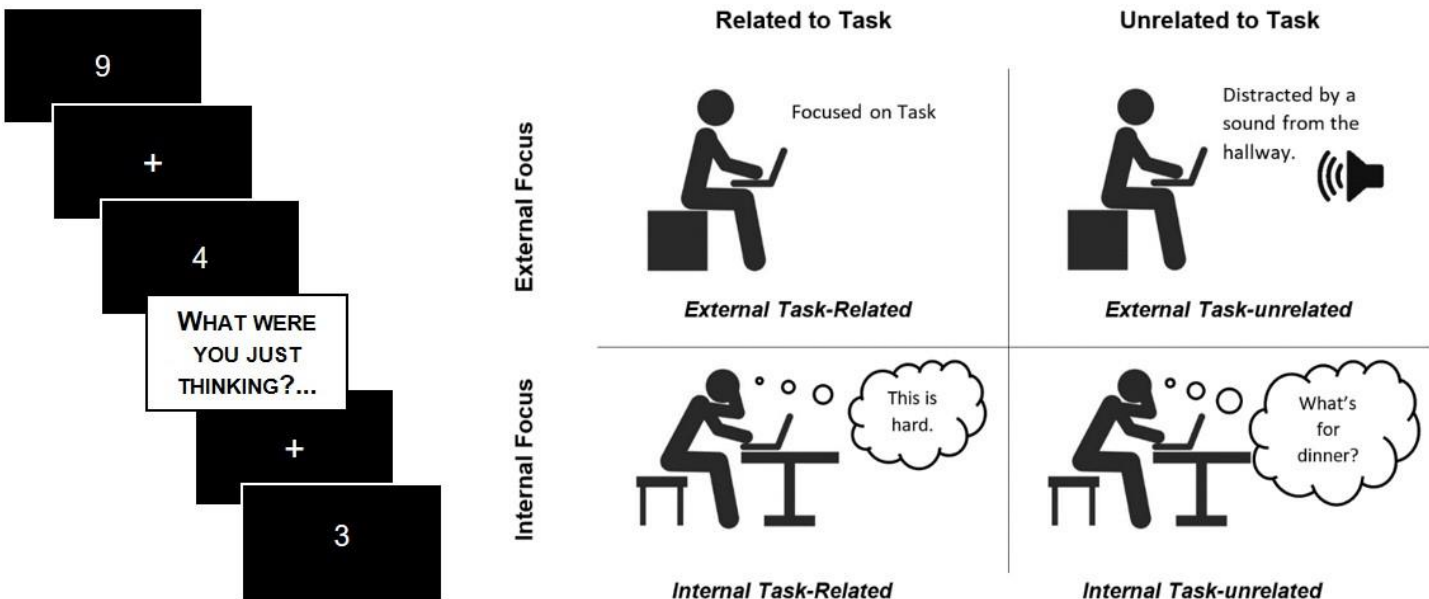 9
+
4
WHAT WERE
YOU JUST
THINKING?...
+
3
Related to Task
Unrelated to Task
External Focus
Focused on Task
Distracted by a
sound from the
hallway.
External Task-Related
External Task-unrelated
Internal Focus
This is
hard.
What's
for
dinner?
Internal Task-Related
Internal Task-unrelated